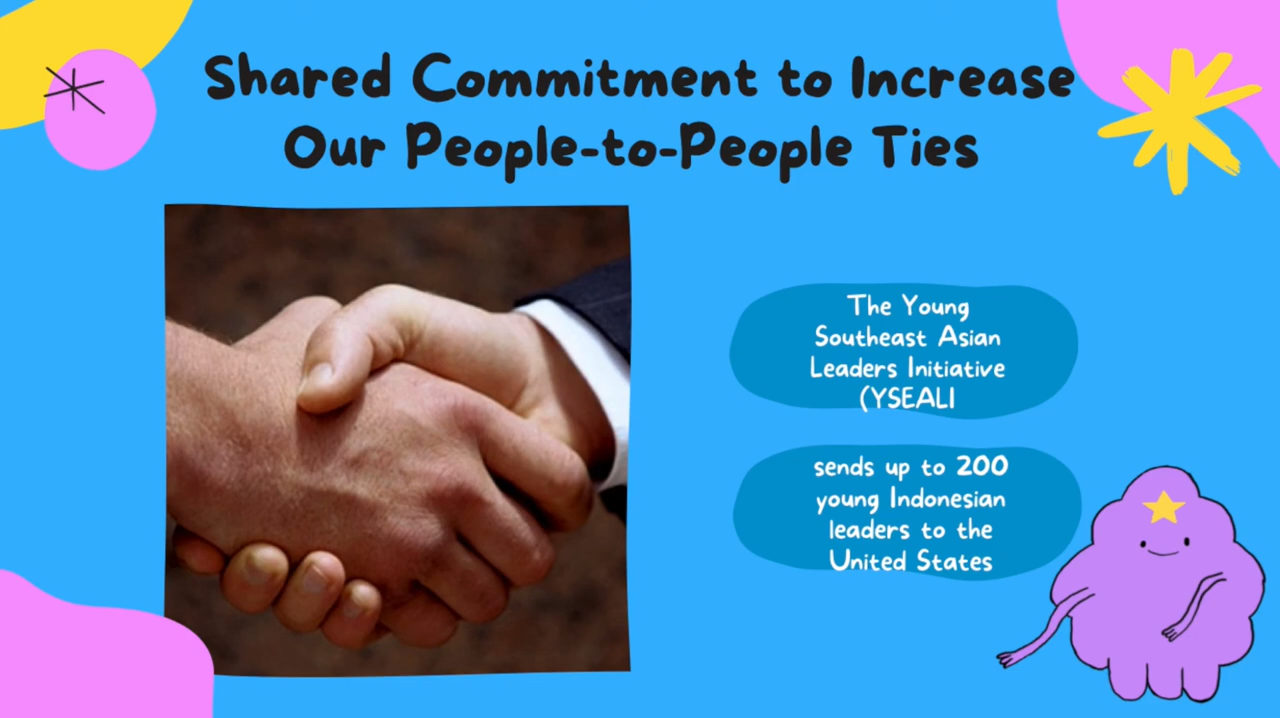 Shared Commitment to Increase
Our People-to-People Ties
The Young
Southeast Asian
Leaders Initiative
(YSEALI
sends up to 200
young Indonesian
leaders to the
United States